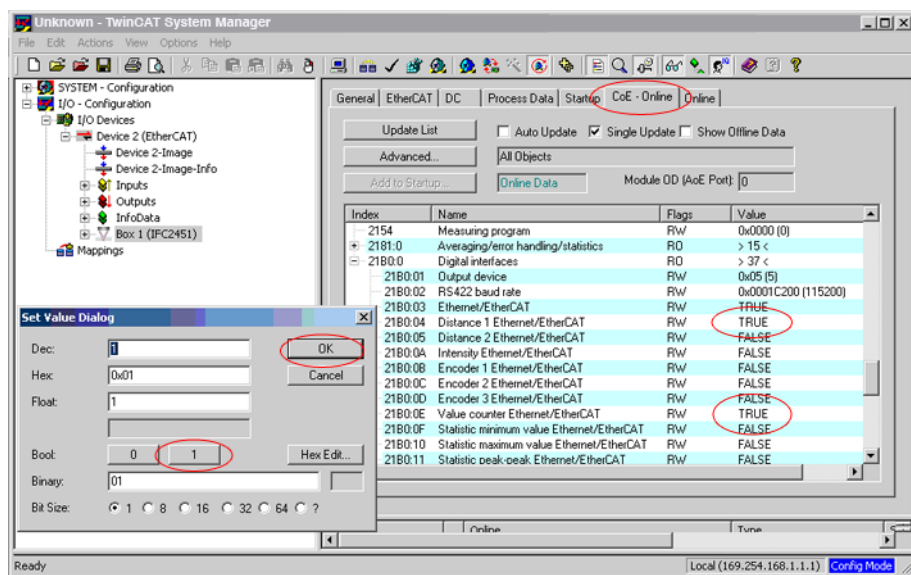 Unknown - TwinCAT System Manager
File Edit Actions View Options Help
SYSTEM - Configuration
I/O - Configuration
I/O Devices
Device 2 (EtherCAT)
Device 2-Image
Device 2-Image-Info
Inputs
Outputs
InfoData
Box 1 (IFC2451)
Mappings
General EtherCAT DC Process Data Startup CoE - Online Online
Update List Auto Update Single Update Show Offline Data
Advanced... All Objects
Add to Startup... Online Data Module OD (AoE Port): 0
Index Name Flags Value
2154 Measuring program RW 0x0000 (0)
2181:0 Averaging/error handling/statistics RO > 15 <
21B0:0 Digital interfaces RO > 37 <
21B0:01 Output device RW 0x05 (5)
21B0:02 RS422 baud rate RW 0x0001C200 (115200)
21B0:03 Ethernet/EtherCAT RW TRUE
21B0:04 Distance 1 Ethernet/EtherCAT RW TRUE
21B0:05 Distance 2 Ethernet/EtherCAT RW FALSE
21B0:0A Intensity Ethernet/EtherCAT RW FALSE
21B0:0B Encoder 1 Ethernet/EtherCAT RW FALSE
21B0:0C Encoder 2 Ethernet/EtherCAT RW FALSE
21B0:0D Encoder 3 Ethernet/EtherCAT RW FALSE
21B0:0E Value counter Ethernet/EtherCAT RW TRUE
21B0:0F Statistic minimum value Ethernet/EtherCAT RW FALSE
21B0:10 Statistic maximum value Ethernet/EtherCAT RW FALSE
21B0:11 Statistic peak-peak Ethernet/EtherCAT RW FALSE
Set Value Dialog
Dec: 1 OK
Hex: 0x01 Cancel
Float: 1
Bool: 0 1 Hex Edit...
Binary: 01
Bit Size: 1 8 16 32 64 ?
Online Type
Ready Local (169.254.168.1.1.1) Config Mode